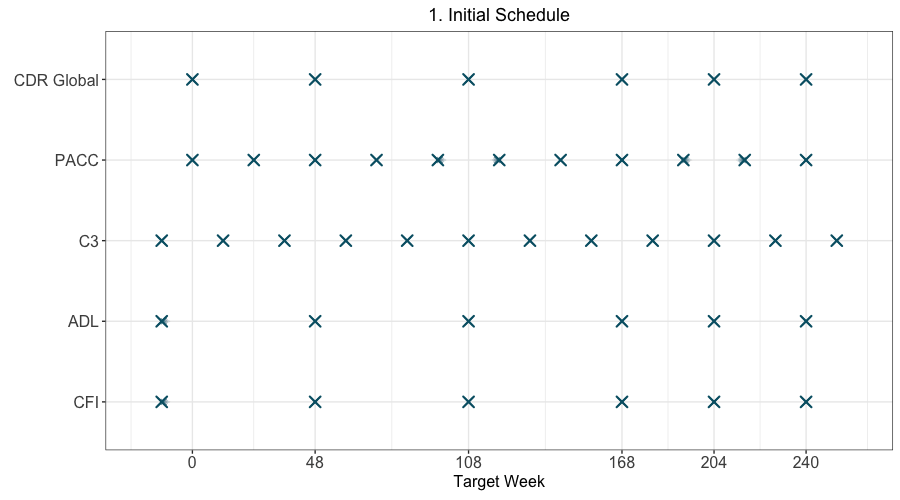 1. Initial Schedule
CDR Global
PACC
C3
ADL
CFI
0 48 108 168 204 240
Target Week